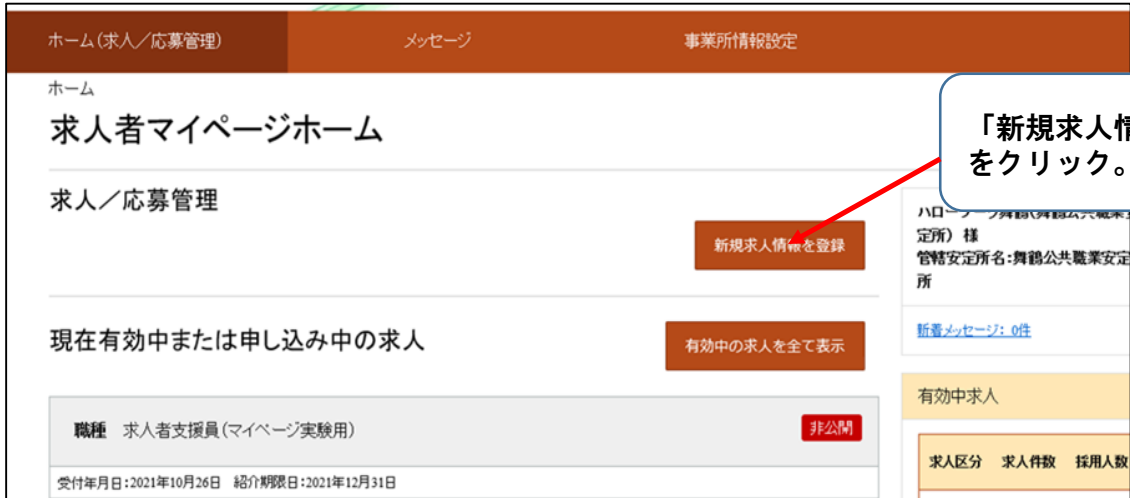 ホーム(求人／応募管理)
メッセージ
事業所情報設定
ホーム
求人者マイページホーム
「新規求人情
をクリック。
求人／応募管理
新規求人情報を登録
定所) 様
管轄安定所名:舞鶴公共職業安定
所
新着メッセージ: 0件
現在有効中または申し込み中の求人
有効中の求人を全て表示
有効中求人
職種 求人者支援員(マイページ実験用)
非公開
求人区分 求人件数 採用人数
受付年月日:2021年10月26日 紹介期限日:2021年12月31日